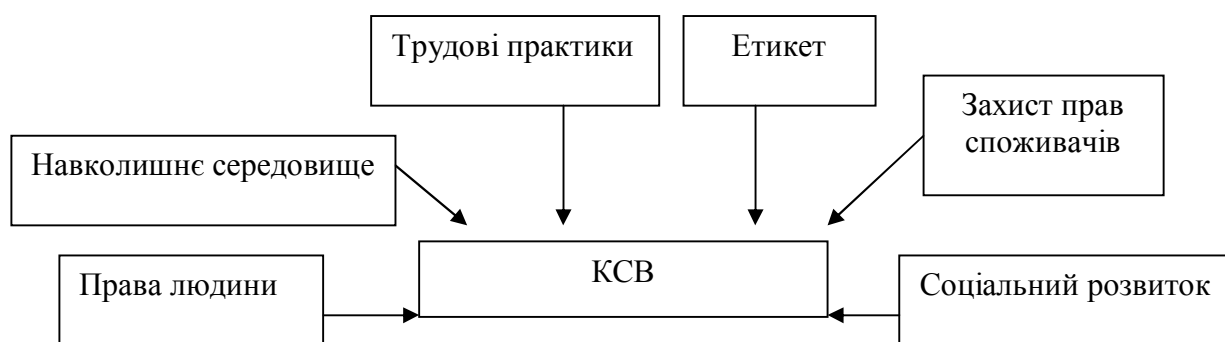 Трудові практики
Етикет
Захист прав
споживачів
Навколишнє середовище
КСВ
Права людини
Соціальний розвиток